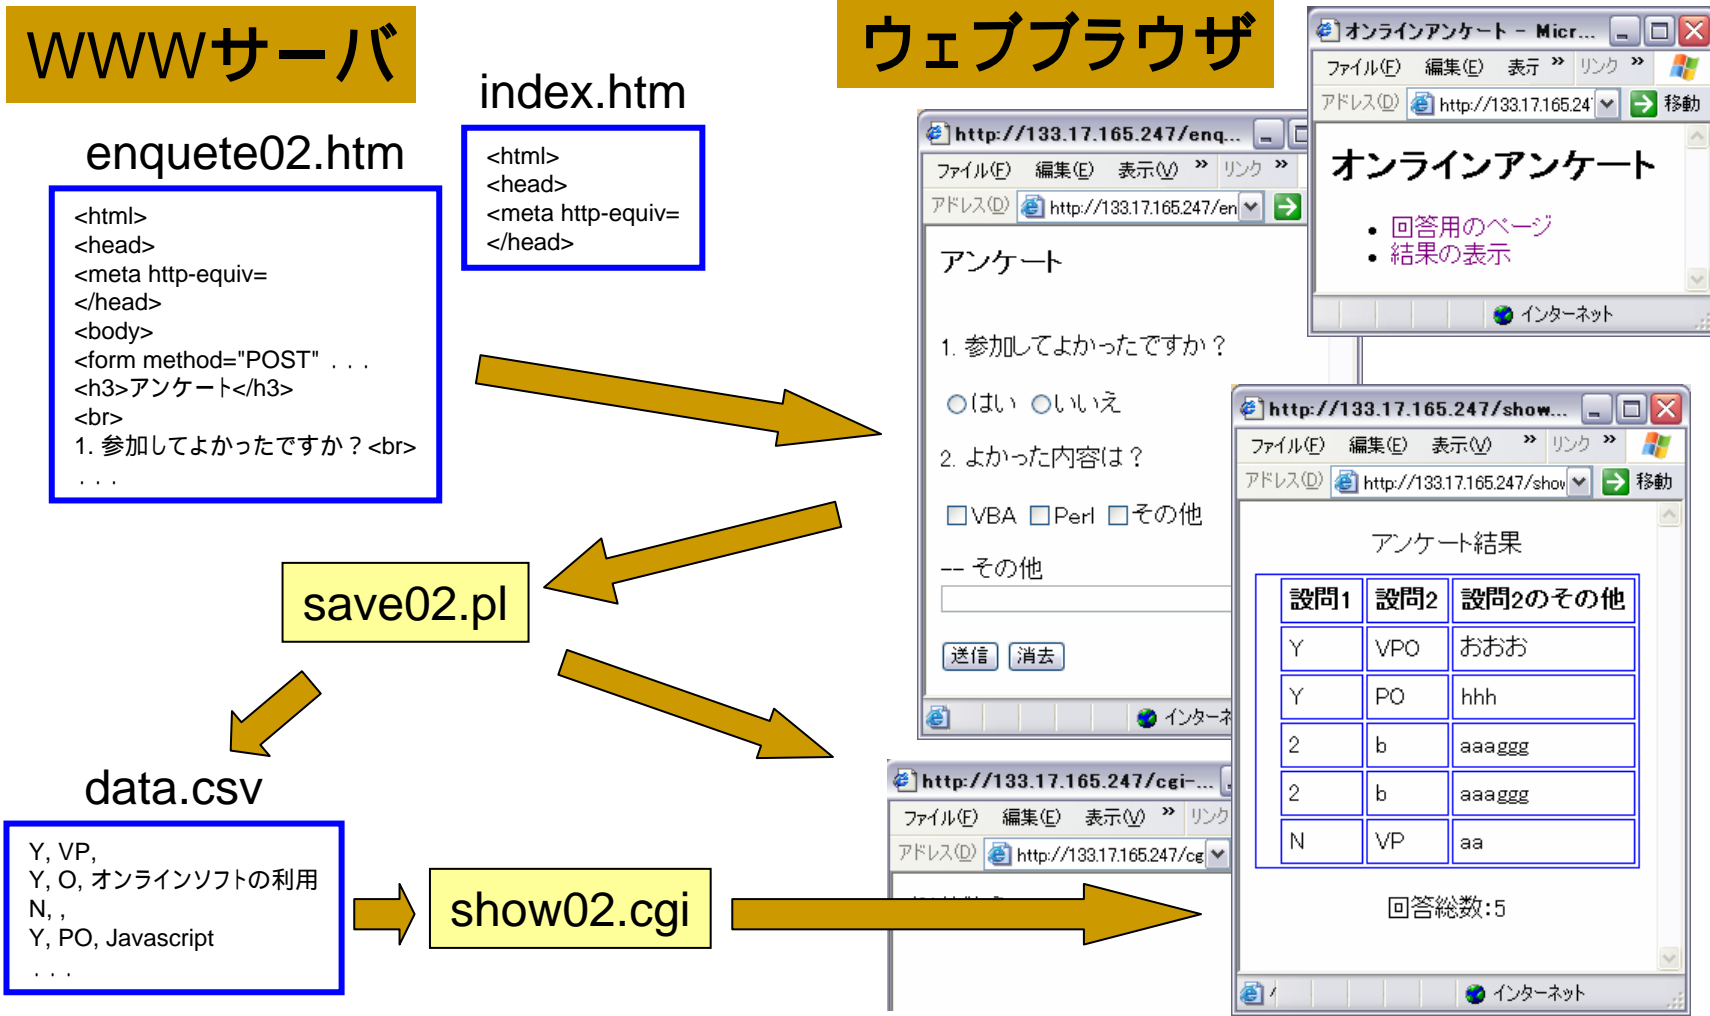 WWWサーバ
ウェブブラウザ
index.htm
<html>
<head>
<meta http-equiv=
</head>
enquete02.htm
<html>
<head>
<meta http-equiv=
</head>
<body>
<form method="POST" . . .
<h3>アンケート</h3>
<br>
1. 参加してよかったですか？<br>
. . .
save02.pl
data.csv
Y, VP,
Y, O, オンラインソフトの利用
N, ,
Y, PO, Javascript
. . .
show02.cgi
オンラインアンケート - Micr...
ファイル(F) 編集(E) 表示 » リンク »
アドレス(D) http://133.17.165.24 移動
オンラインアンケート
• 回答用のページ
• 結果の表示
インターネット
http://133.17.165.247/enq...
ファイル(F) 編集(E) 表示(V) » リンク »
アドレス(D) http://133.17.165.247/en
アンケート
1. 参加してよかったですか？
はい いいえ
2. よかった内容は？
VBA Perl その他
-- その他
送信 消去
インターネ
http://133.17.165.247/cgi-...
ファイル(F) 編集(E) 表示(V) » リンク
アドレス(D) http://133.17.165.247/cg
http://133.17.165.247/show...
ファイル(F) 編集(E) 表示(V) » リンク »
アドレス(D) http://133.17.165.247/show 移動
アンケート結果
設問1 設問2 設問2のその他
Y VPO おおお
Y PO hhh
2 b aaaggg
2 b aaaggg
N VP aa
回答総数:5
インターネット